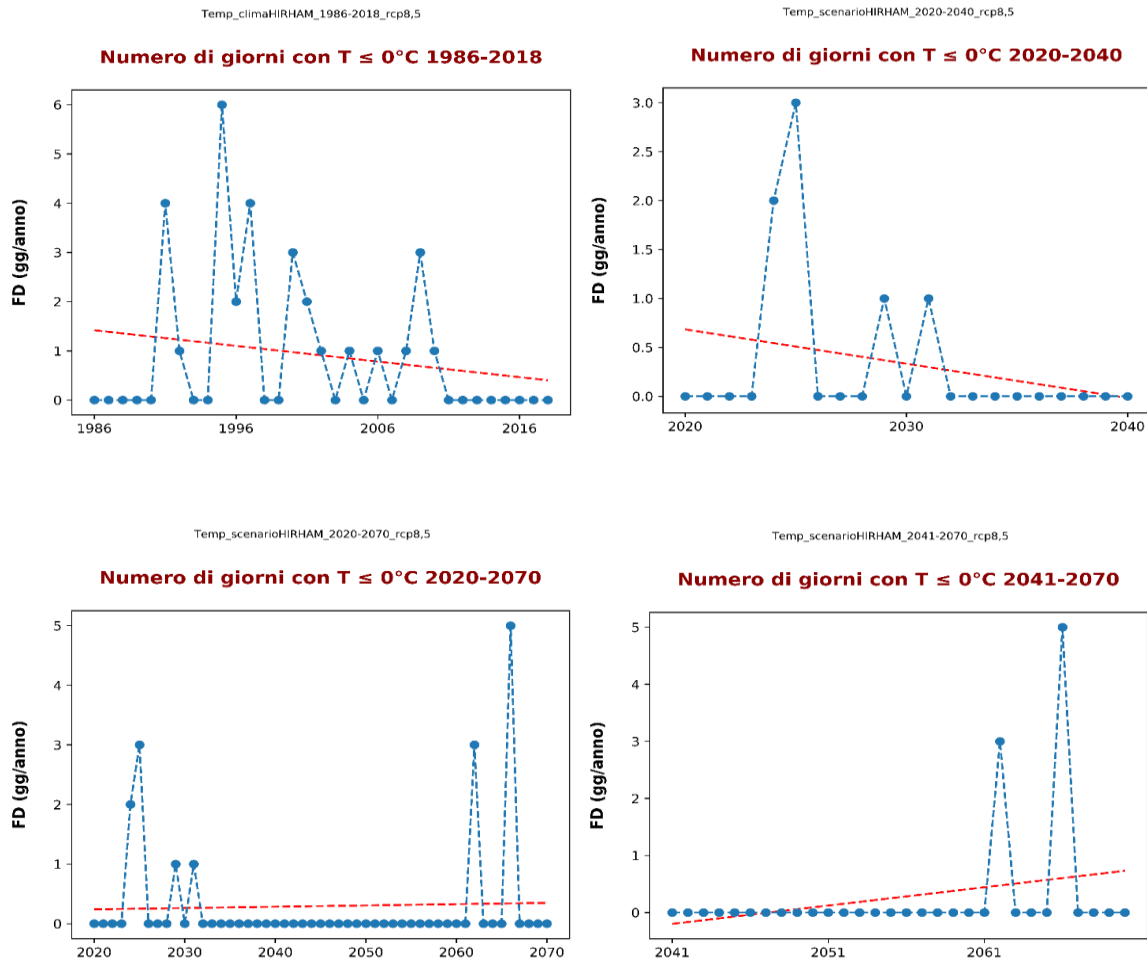 Temp_climaHIRHAM_1986-2018_rcp8,5
Numero di giorni con T ≤ 0°C 1986-2018
FD (gg/anno)
6
5
4
3
2
1
0
1986 1996 2006 2016
Temp_scenarioHIRHAM_2020-2040_rcp8,5
Numero di giorni con T ≤ 0°C 2020-2040
FD (gg/anno)
3.0
2.5
2.0
1.5
1.0
0.5
0.0
2020 2030 2040
Temp_scenarioHIRHAM_2020-2070_rcp8,5
Numero di giorni con T ≤ 0°C 2020-2070
FD (gg/anno)
5
4
3
2
1
0
2020 2030 2040 2050 2060 2070
Temp_scenarioHIRHAM_2041-2070_rcp8,5
Numero di giorni con T ≤ 0°C 2041-2070
FD (gg/anno)
5
4
3
2
1
0
2041 2051 2061